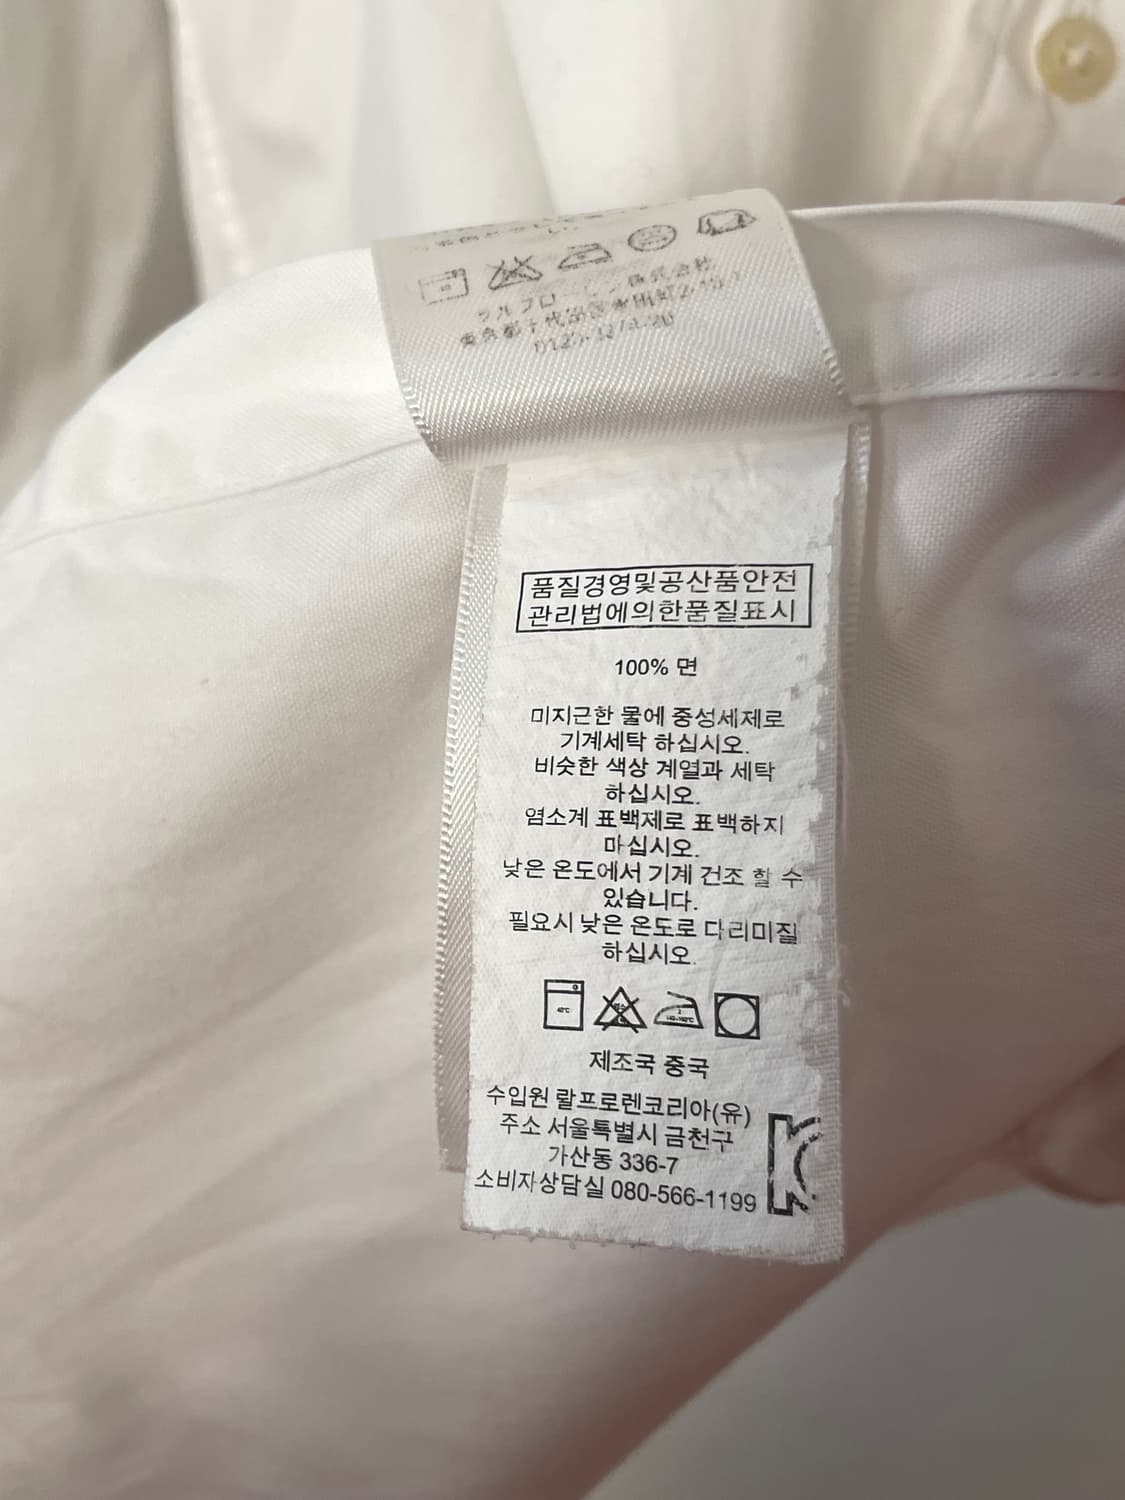 株式会社
품질경영및공산품안전
관리법에의한품질표시
100% 면
미지근한 물에 중성세제로
기계세탁 하십시오.
비슷한 색상 계열과 세탁
하십시오.
염소계 표백제로 표백하지
마십시오.
낮은 온도에서 기계 건조 할 수
있습니다.
필요시 낮은 온도로 다리미질
하십시오.
제조국 중국
수입원 랄프로렌코리아(유)
주소 서울특별시 금천구
가산동 336-7
소비자상담실 080-566-1199